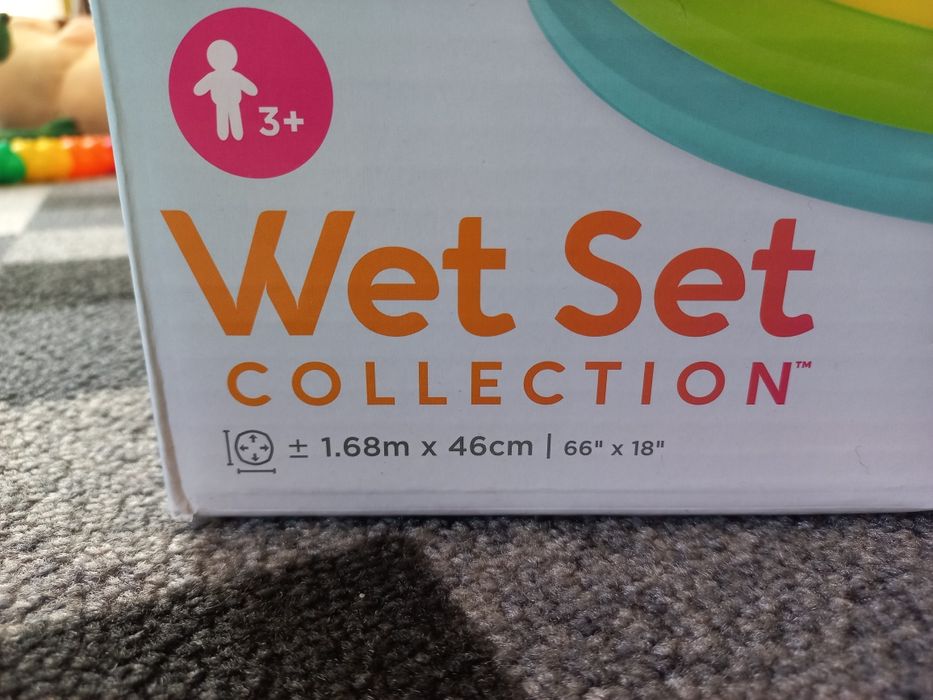 3+
Wet Set
COLLECTION™
± 1.68m x 46cm | 66" x 18"